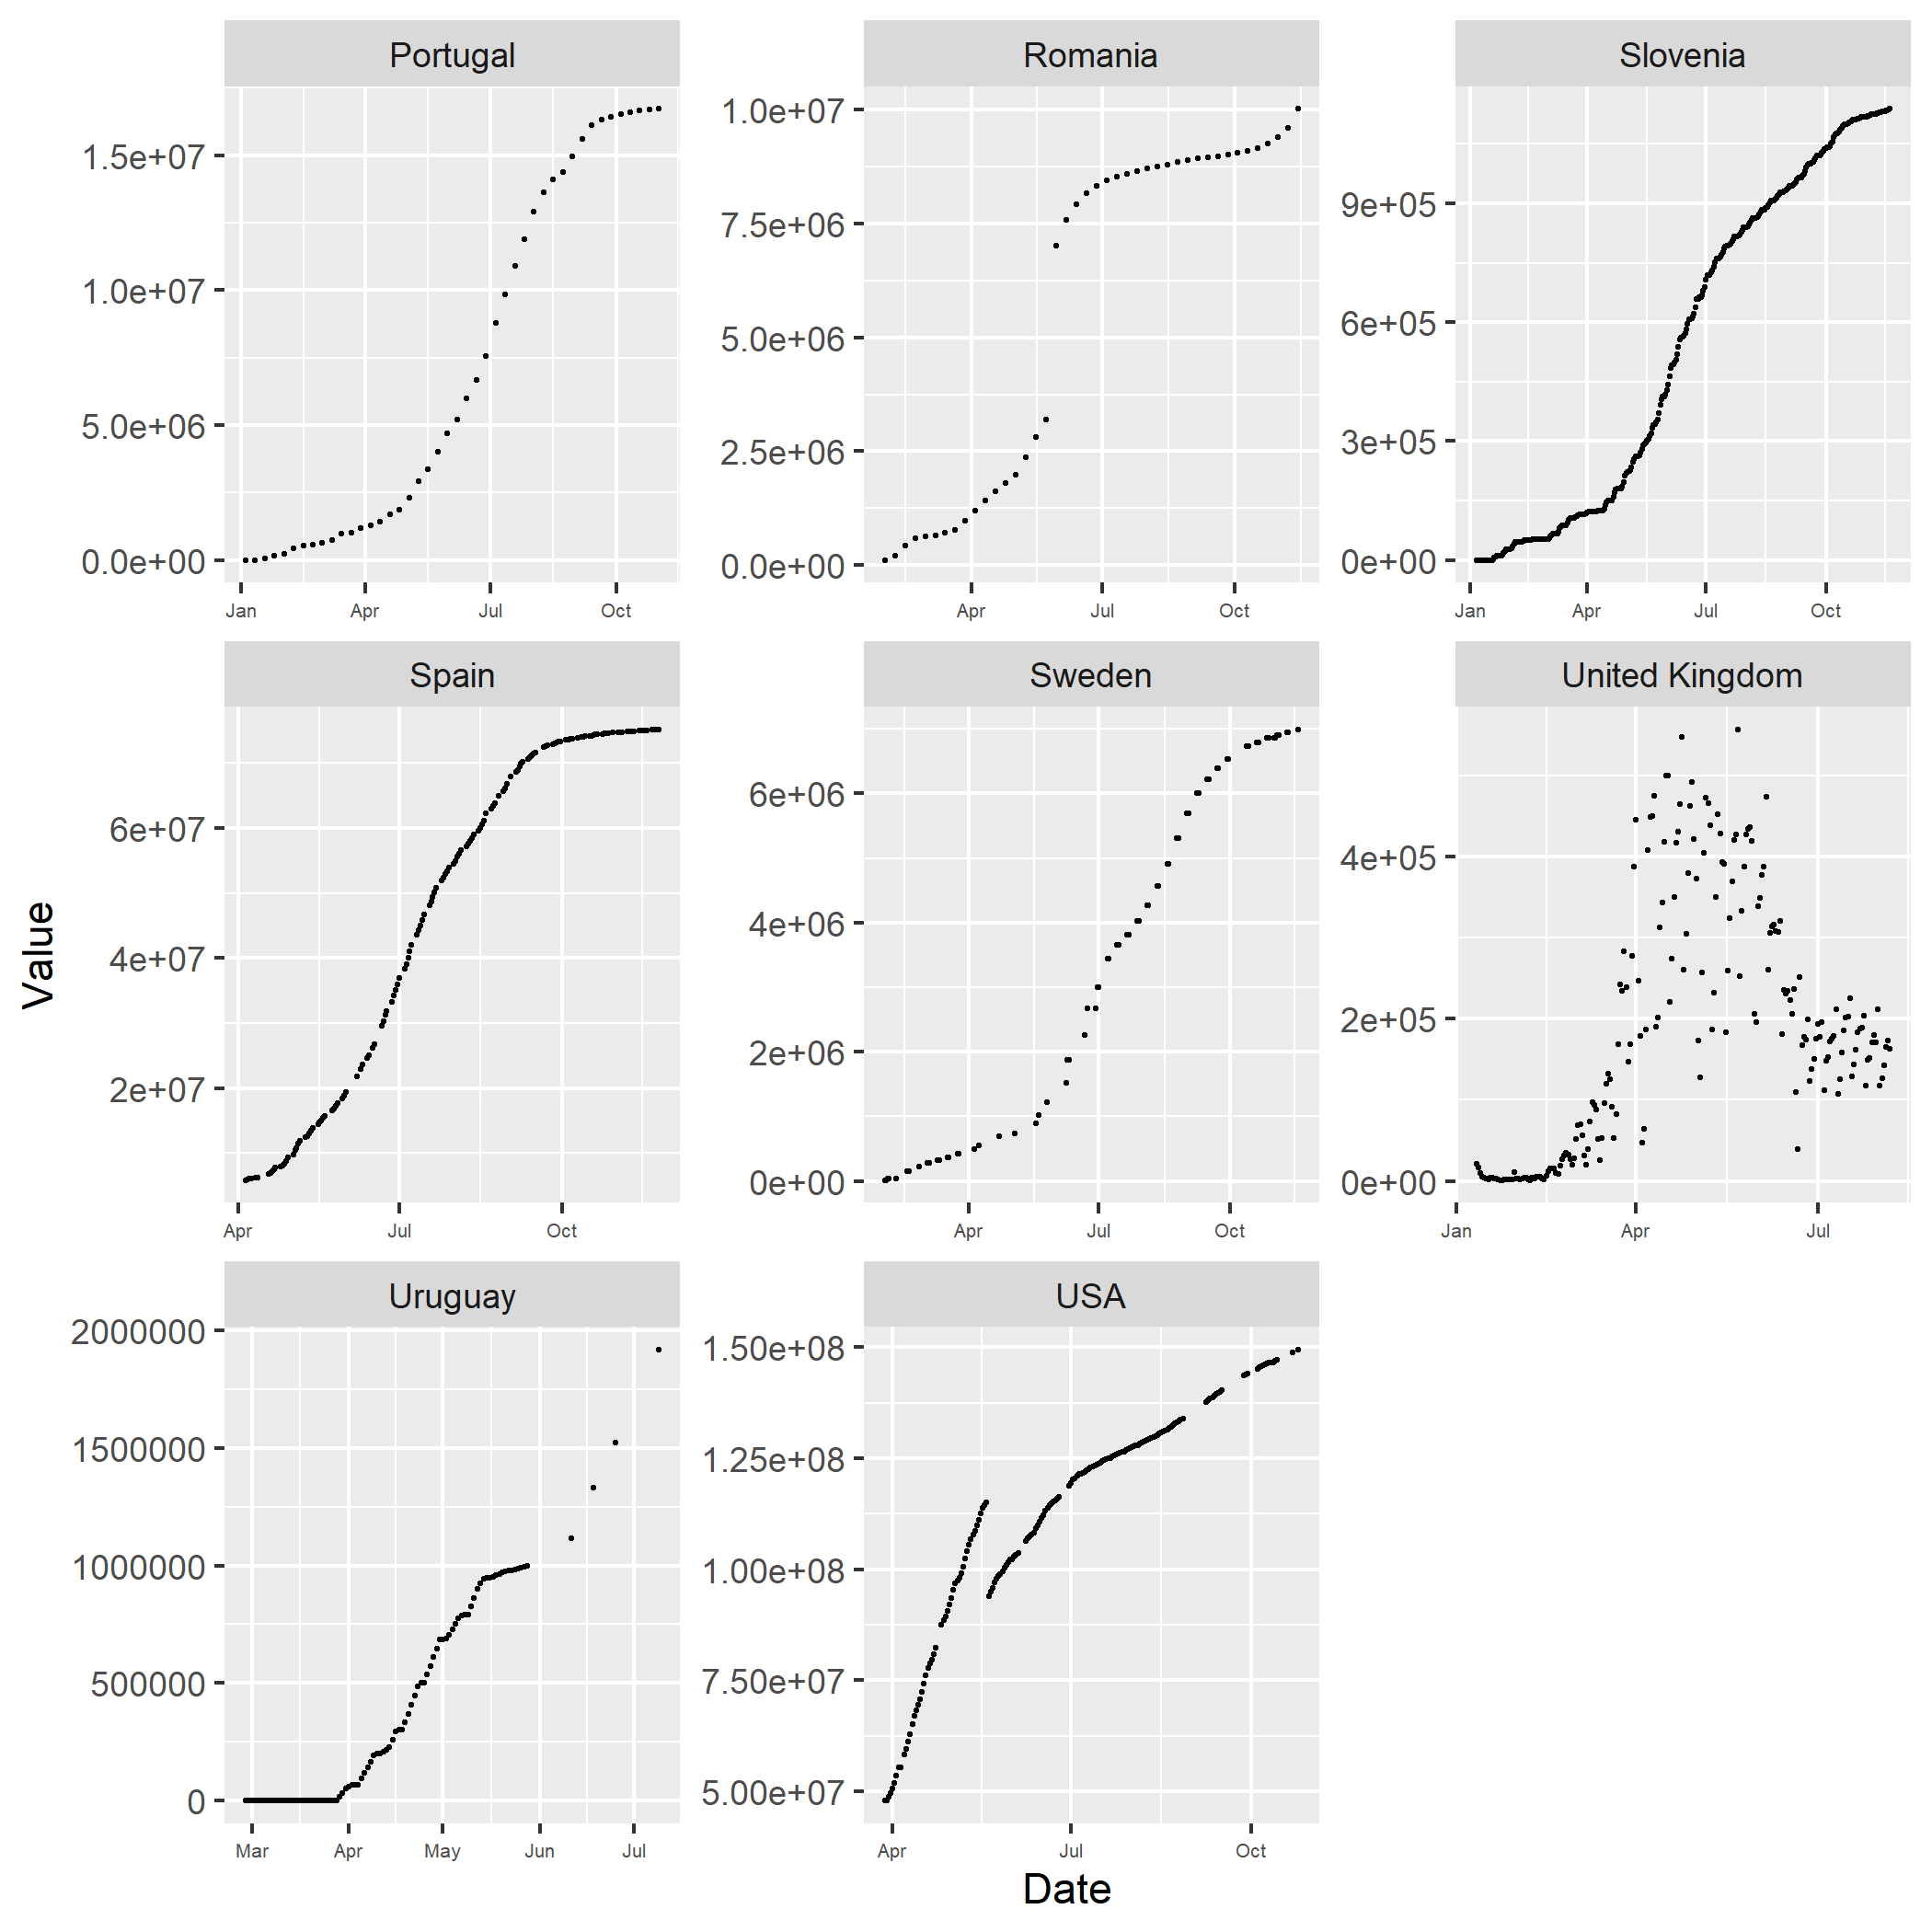 Portugal
Romania
Slovenia
1.5e+07
1.0e+07
5.0e+06
0.0e+00
Jan Apr Jul Oct
1.0e+07
7.5e+06
5.0e+06
2.5e+06
0.0e+00
Apr Jul Oct
9e+05
6e+05
3e+05
0e+00
Jan Apr Jul Oct
Spain
Sweden
United Kingdom
Value
6e+07
4e+07
2e+07
Apr Jul Oct
6e+06
4e+06
2e+06
0e+00
Apr Jul Oct
4e+05
2e+05
0e+00
Jan Apr Jul
Uruguay
USA
2000000
1500000
1000000
500000
0
Mar Apr May Jun Jul
1.50e+08
1.25e+08
1.00e+08
7.50e+07
5.00e+07
Apr Jul Oct
Date